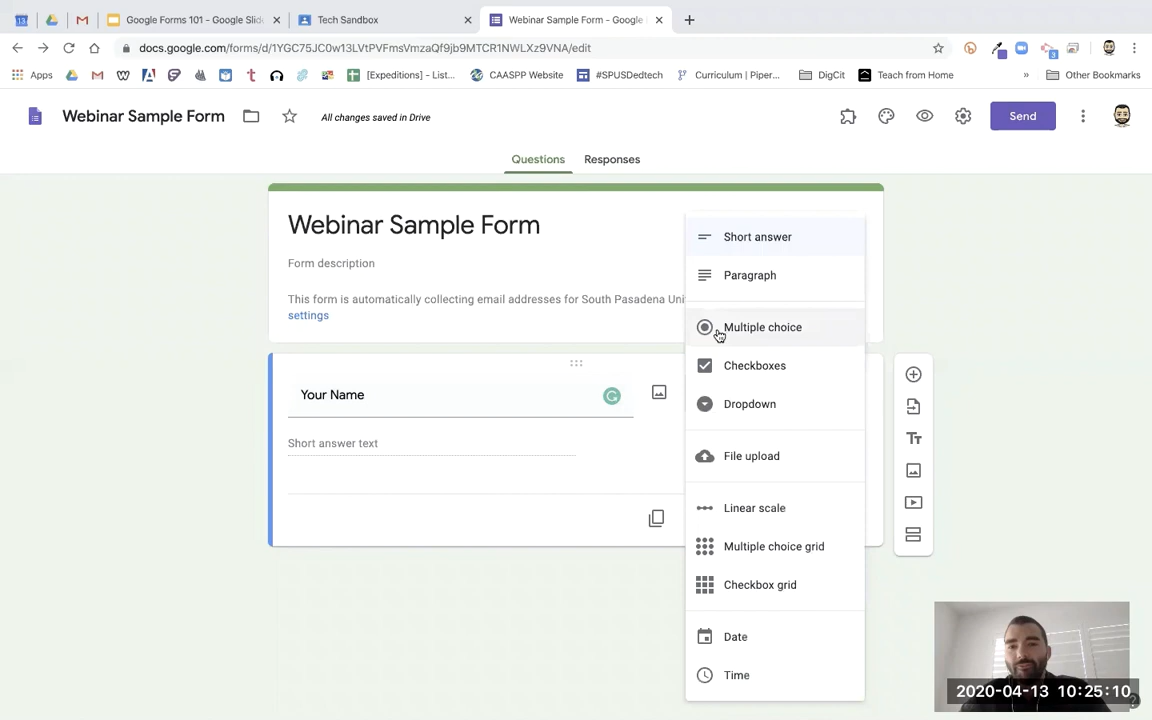 13
Google Forms 101 - Google Slid
Tech Sandbox
Webinar Sample Form - Google
docs.google.com/forms/d/1YGC75JC0w13LVtPVFmsVmzaQf9jb9MTCR1NWLXz9VNA/edit
Apps
[Expeditions] - List...
CAASPP Website
#SPUSDedtech
Curriculum | Piper...
DigCit
Teach from Home
»
Other Bookmarks
Webinar Sample Form
All changes saved in Drive
Send
Questions
Responses
Webinar Sample Form
Form description
This form is automatically collecting email addresses for South Pasadena Uni
settings
Your Name
Short answer text
Short answer
Paragraph
Multiple choice
Checkboxes
Dropdown
File upload
Linear scale
Multiple choice grid
Checkbox grid
Date
Time
2020-04-13 10:25:10